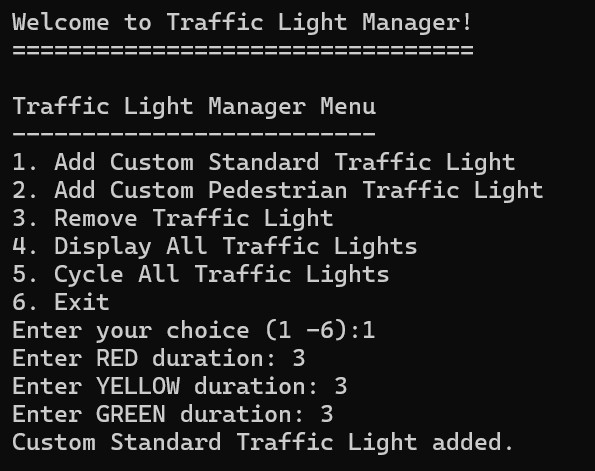 Welcome to Traffic Light Manager!
=================================
Traffic Light Manager Menu
--------------------------
1. Add Custom Standard Traffic Light
2. Add Custom Pedestrian Traffic Light
3. Remove Traffic Light
4. Display All Traffic Lights
5. Cycle All Traffic Lights
6. Exit
Enter your choice (1 -6):1
Enter RED duration: 3
Enter YELLOW duration: 3
Enter GREEN duration: 3
Custom Standard Traffic Light added.